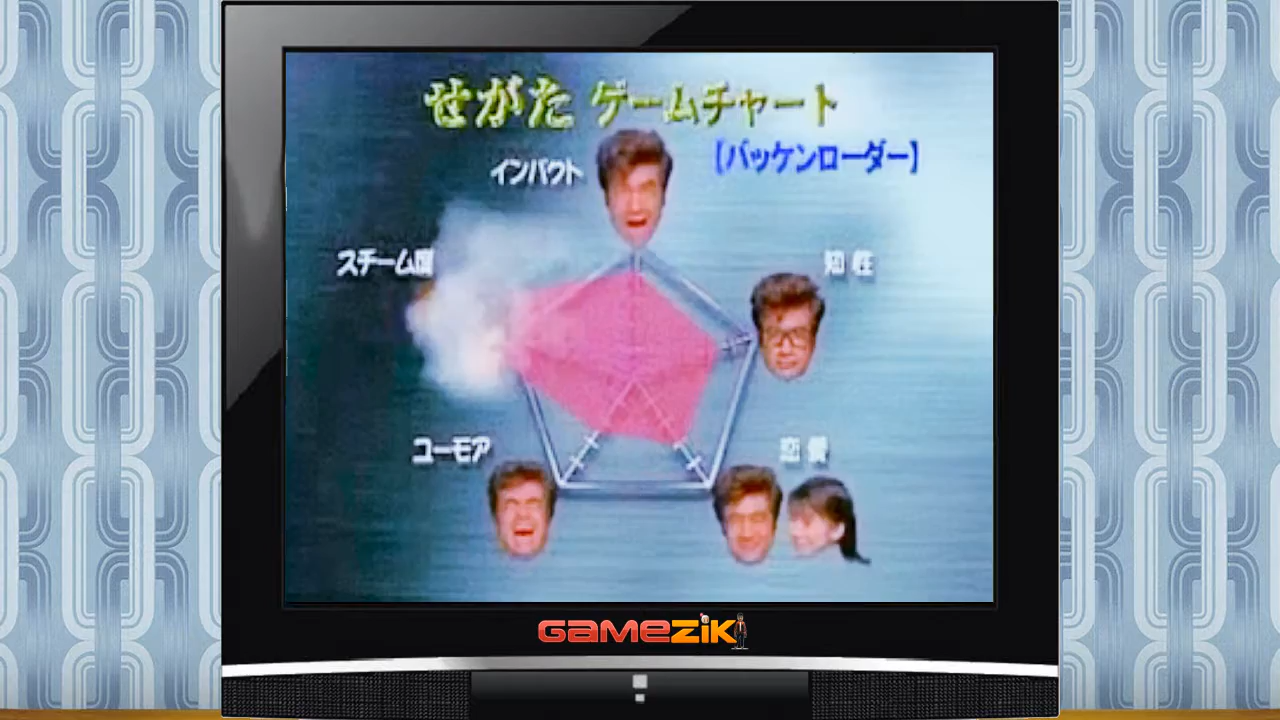 せがた ゲームチャート
【バッケンローダー】
インパクト
スチーム度
知性
ユーモア
恋愛
GAMEZIK